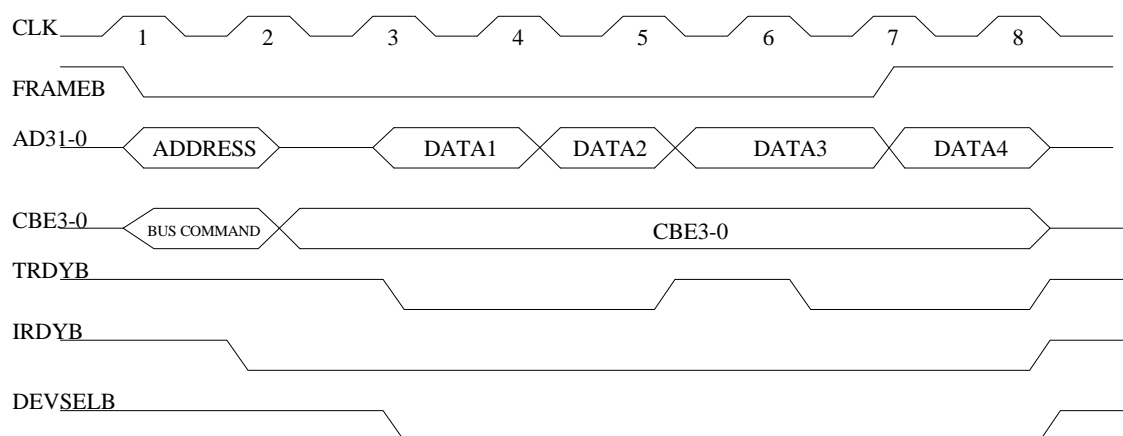 CLK 1 2 3 4 5 6 7 8
FRAMEB
AD31-0 ADDRESS DATA1 DATA2 DATA3 DATA4
CBE3-0 BUS COMMAND CBE3-0
TRDYB
IRDYB
DEVSELB